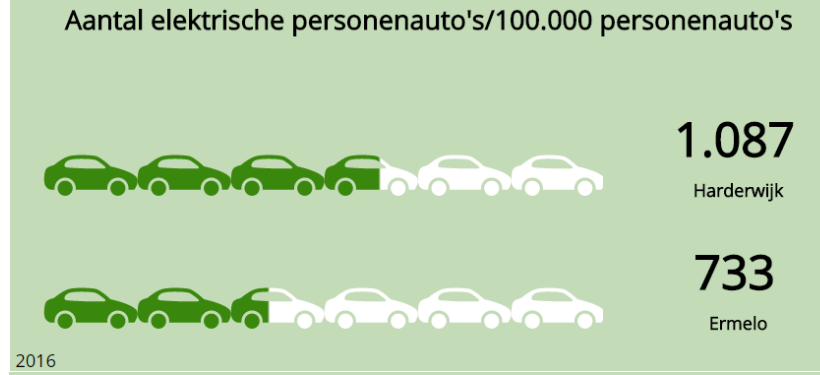 Aantal elektrische personenauto's/100.000 personenauto's
1.087
Harderwijk
733
Ermelo
2016